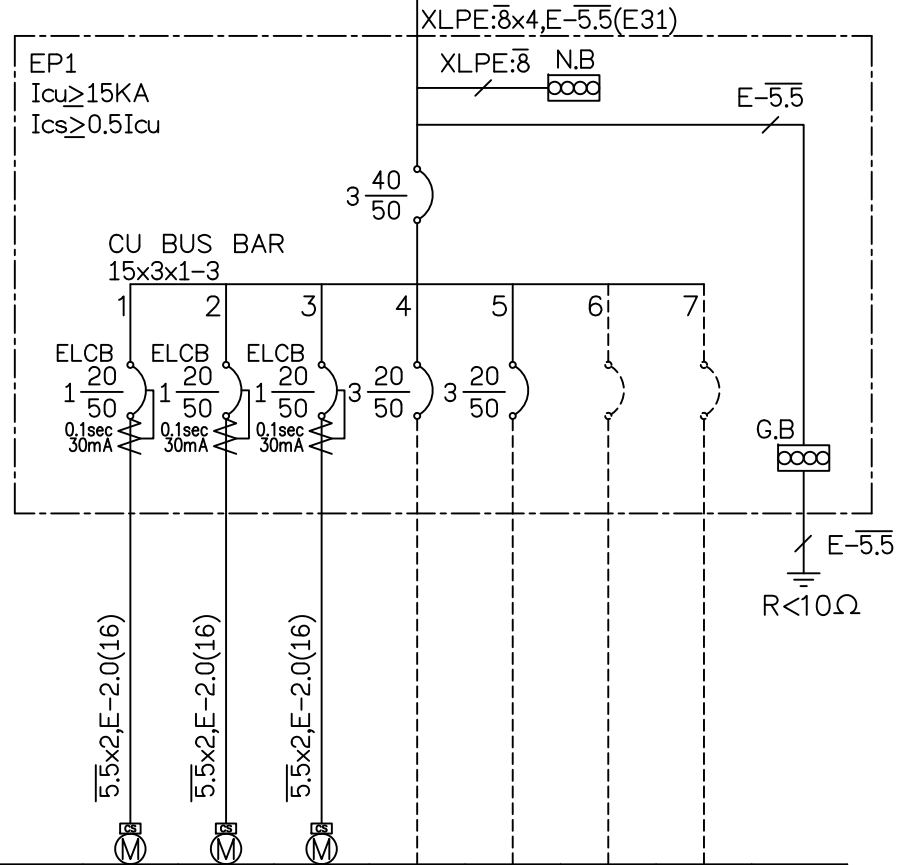 XLPE:8x4,E-5.5(E31)
EP1
Icu≥15KA
Ics≥0.5Icu
XLPE:8
N.B
E-5.5
3 40/50
CU BUS BAR
15x3x1-3
1 2 3 4 5 6 7
ELCB ELCB ELCB
1 20/50 1 20/50 1 20/50 3 20/50 3 20/50
0.1sec 0.1sec 0.1sec
30mA 30mA 30mA
G.B
E-5.5
R<10Ω
5.5x2,E-2.0(16)
5.5x2,E-2.0(16)
5.5x2,E-2.0(16)
CS CS CS
M M M